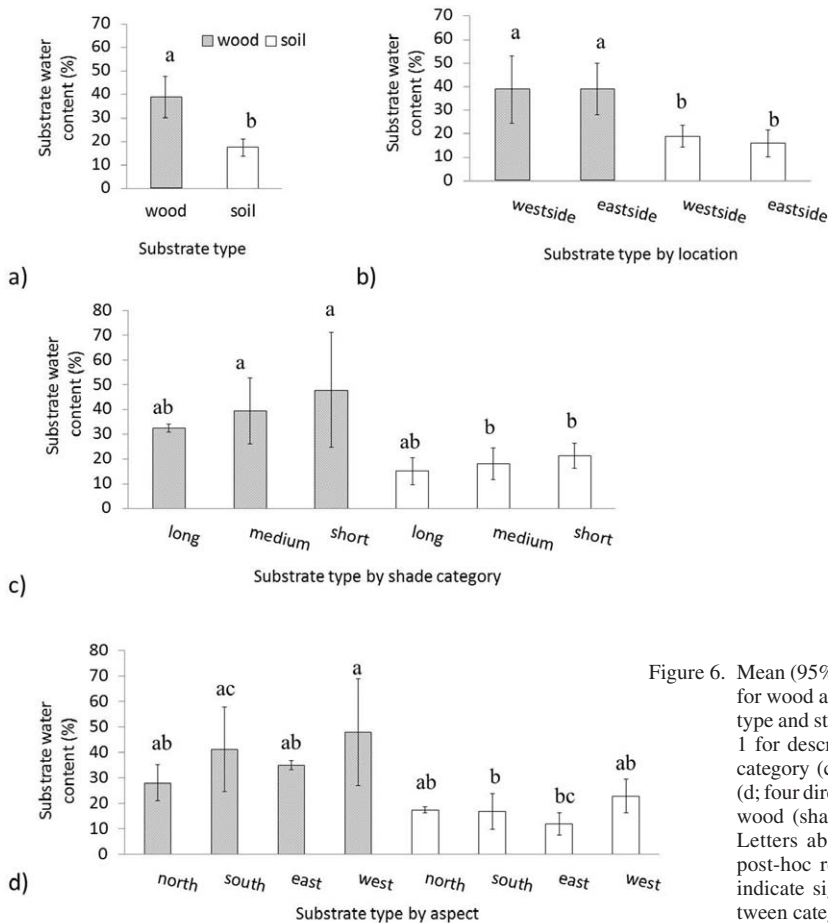 70
60
50
40
30
20
10
0
Substrate water
content (%)
wood soil
a
b
wood soil
Substrate type
a)
70
60
50
40
30
20
10
0
Substrate water
content (%)
a a b b
westside eastside westside eastside
Substrate type by location
b)
80
70
60
50
40
30
20
10
0
Substrate water
content (%)
ab a a ab b b
long medium short long medium short
Substrate type by shade category
c)
80
70
60
50
40
30
20
10
0
Substrate water
content (%)
ab ac ab a ab b bc ab
north south east west north south east west
Substrate type by aspect
d)
Figure 6. Mean (95%
for wood a
type and st
1 for descr
category (c
(d; four dire
wood (sha
Letters ab
post-hoc r
indicate sig
tween cate